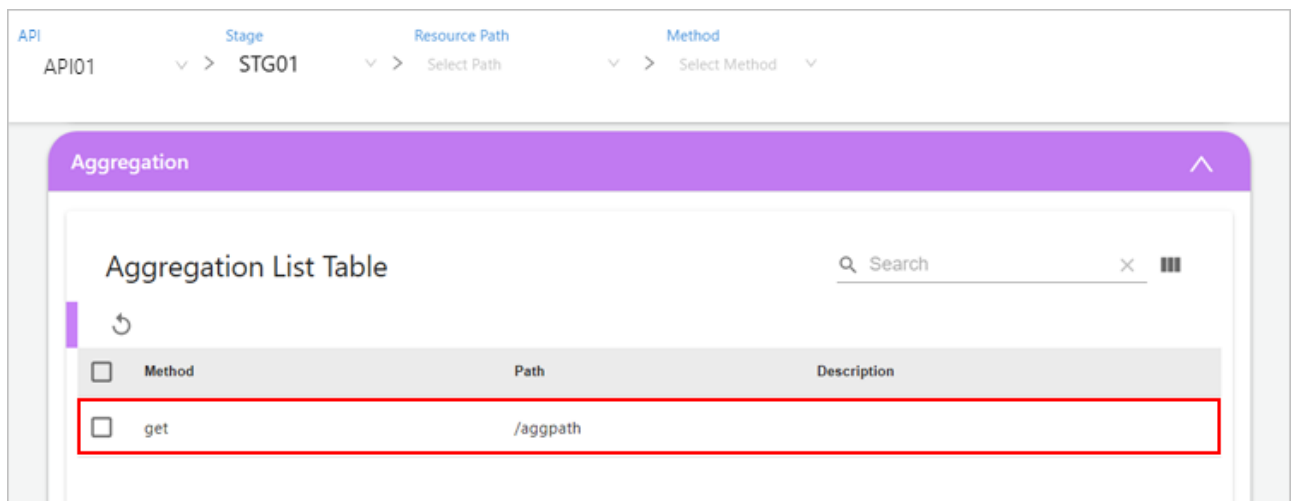 API Stage Resource Path Method
API01 > STG01 > Select Path > Select Method
Aggregation
Aggregation List Table Search
Method Path Description
get /aggpath